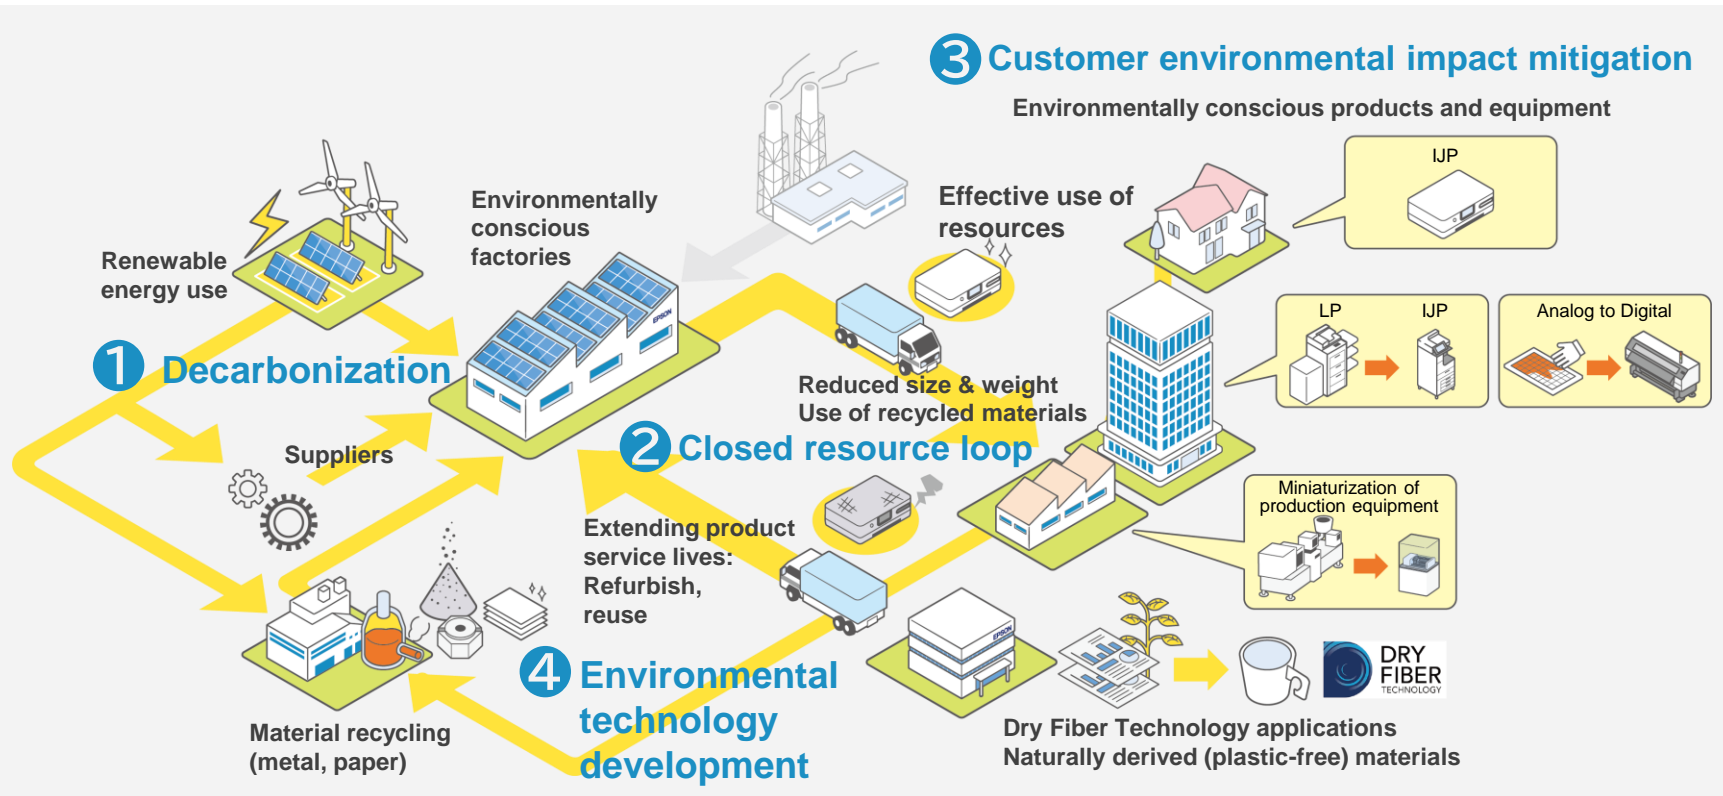 3 Customer environmental impact mitigation
Environmentally conscious products and equipment
IJP
Environmentally
conscious
factories
Effective use of
resources
Renewable
energy use
EPSON
LP
IJP
Analog to Digital
1 Decarbonization
Reduced size & weight
Use of recycled materials
2 Closed resource loop
Suppliers
Miniaturization of
production equipment
Extending product
service lives:
Refurbish,
reuse
EPSON
4 Environmental
technology
development
DRY
FIBER
TECHNOLOGY
Material recycling
(metal, paper)
Dry Fiber Technology applications
Naturally derived (plastic-free) materials